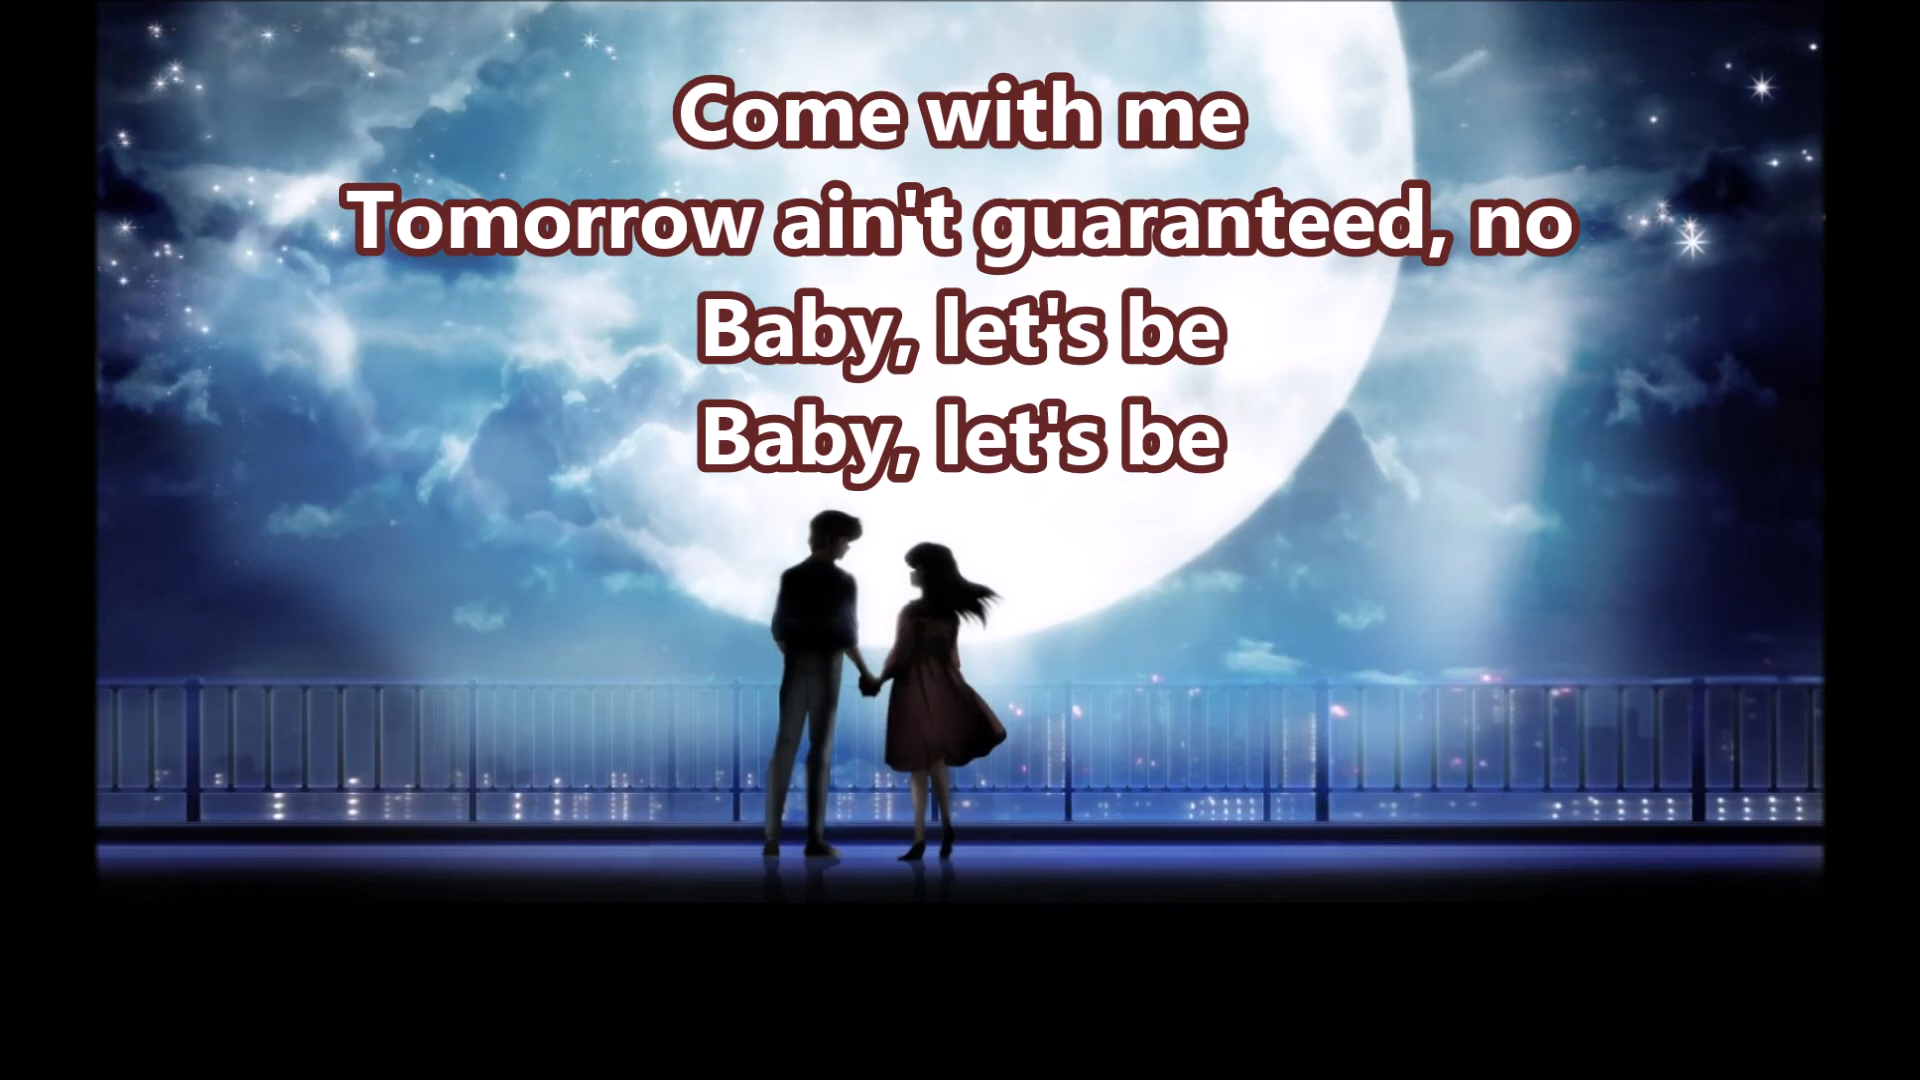 Come with me
Tomorrow ain't guaranteed, no
Baby, let's be
Baby, let's be